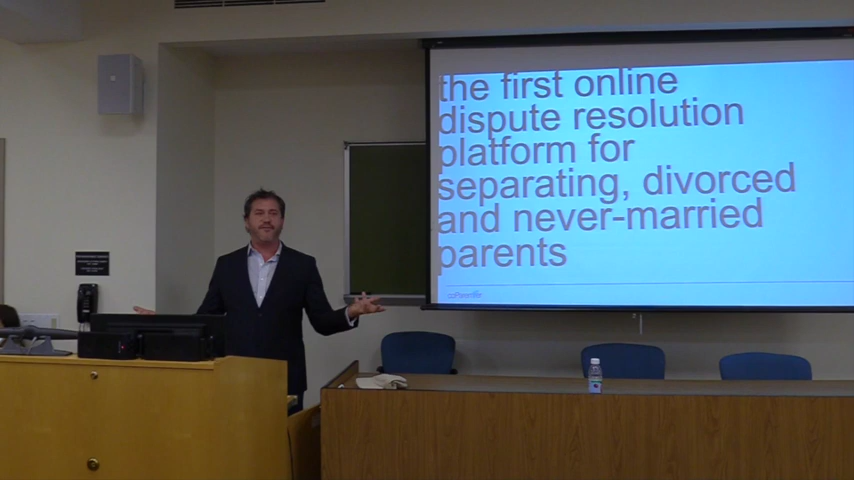 the first online
dispute resolution
platform for
separating, divorced
and never-married
parents